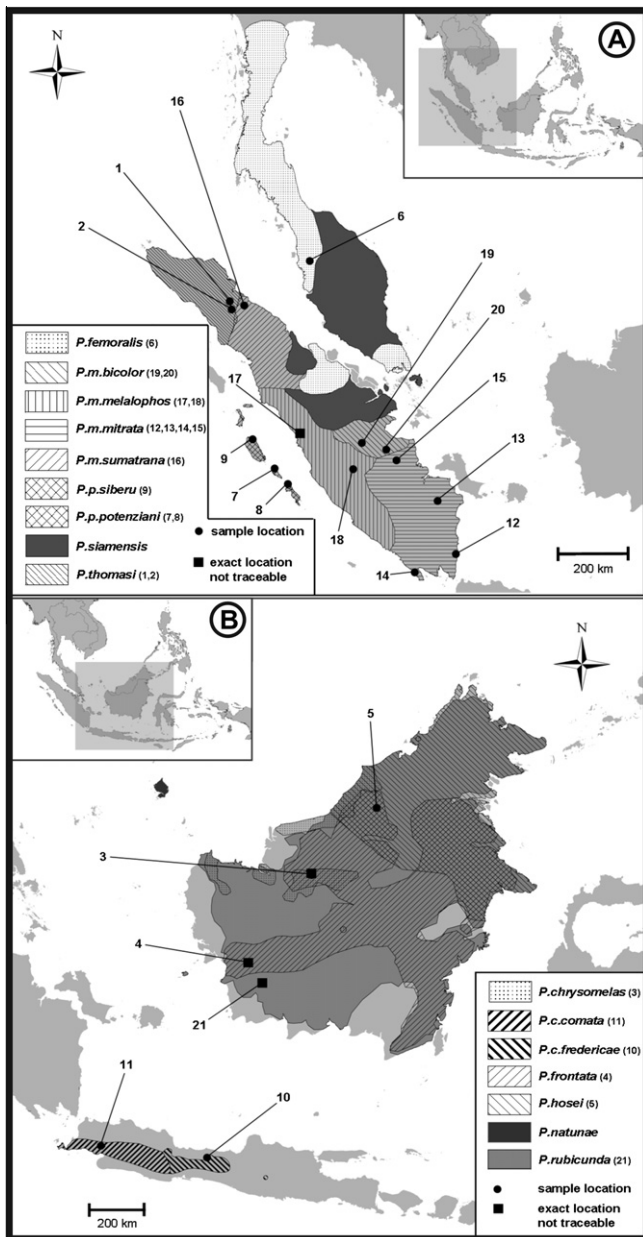 A
N
16
1
2
6
19
20
15
17
13
9
7
8
18
12
14
P.femoralis (6)
P.m.bicolor (19,20)
P.m.melalophos (17,18)
P.m.mitrata (12,13,14,15)
P.m.sumatrana (16)
P.p.siberu (9)
P.p.potenziani (7,8)
P.siamensis
P.thomasi (1,2)
sample location
exact location
not traceable
200 km
B
N
5
3
4
21
11
10
200 km
P.chrysomelas (3)
P.c.comata (11)
P.c.fredericae (10)
P.frontata (4)
P.hosei (5)
P.natunae
P.rubicunda (21)
sample location
exact location
not traceable